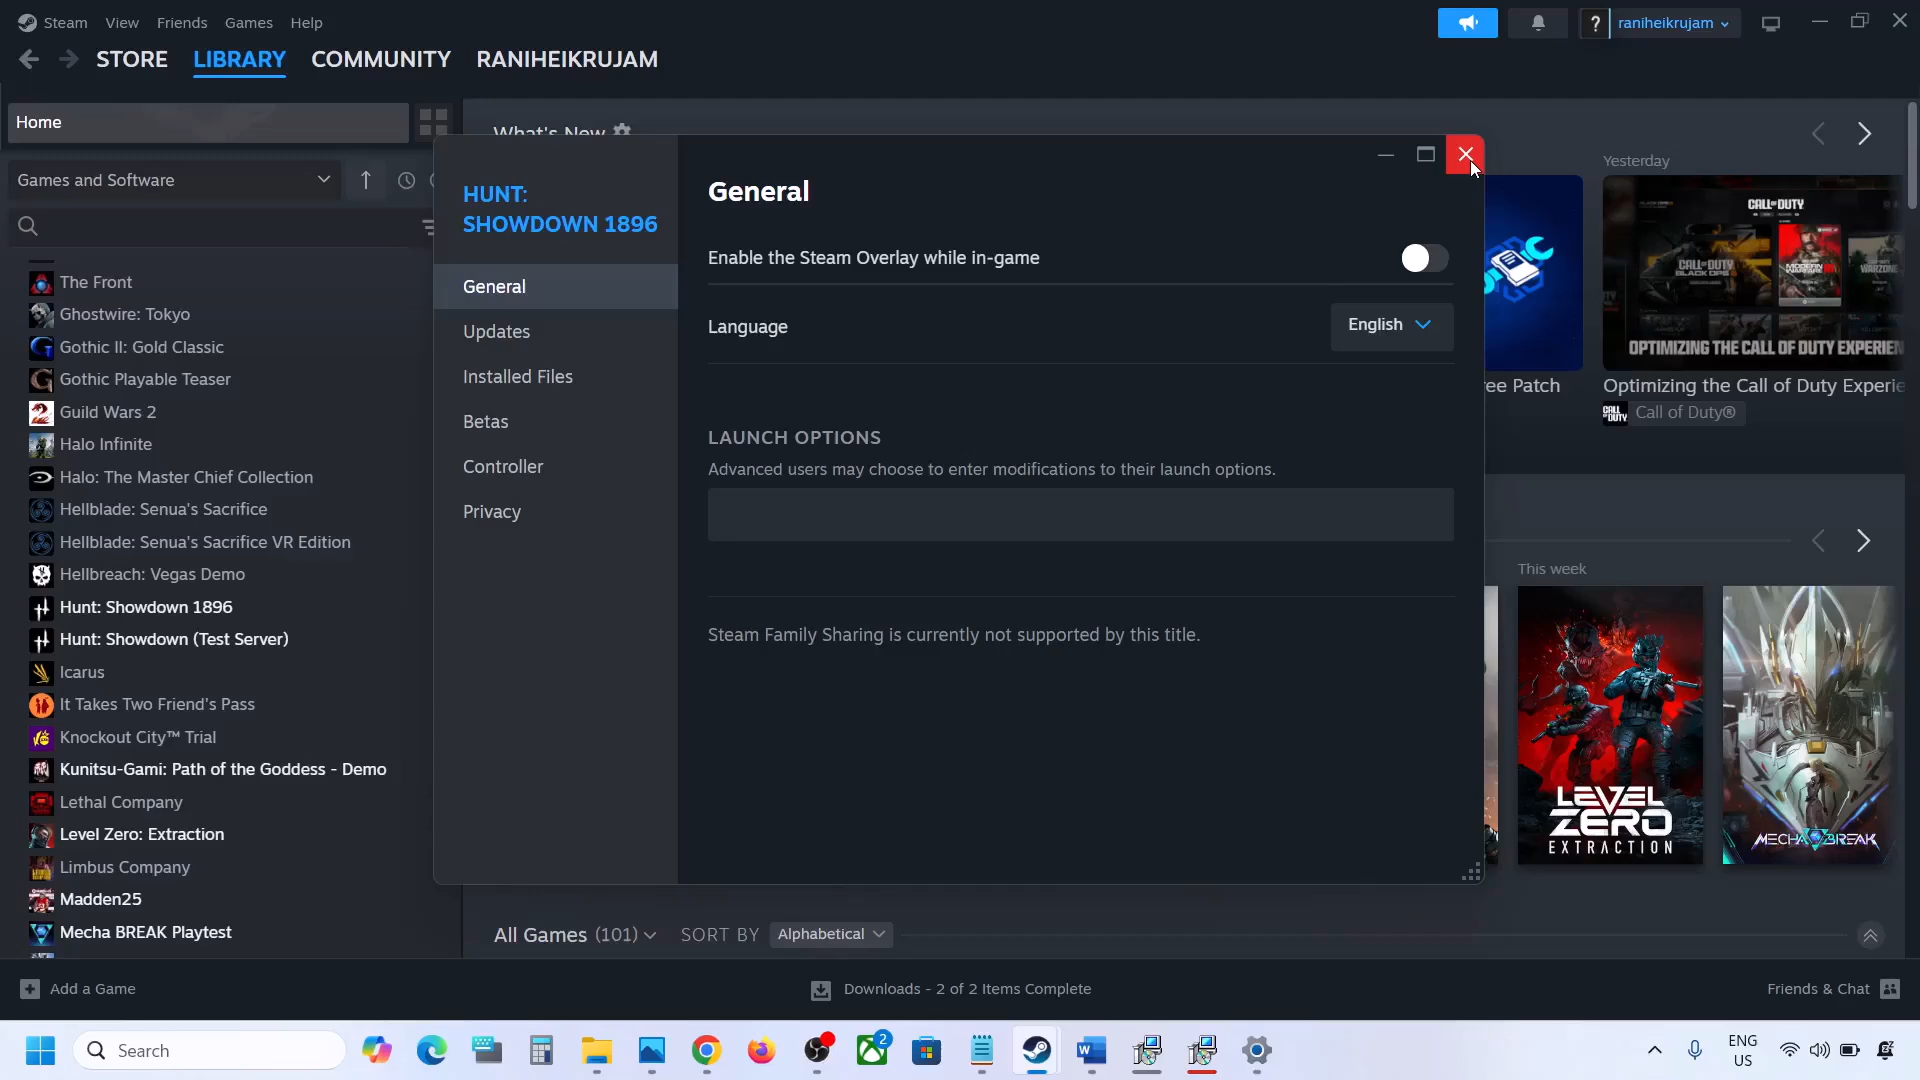 Steam View Friends Games Help
? raniheikrujam
STORE LIBRARY COMMUNITY RANIHEIKRUJAM
Home
Games and Software
The Front
Ghostwire: Tokyo
Gothic II: Gold Classic
Gothic Playable Teaser
Guild Wars 2
Halo Infinite
Halo: The Master Chief Collection
Hellblade: Senua's Sacrifice
Hellblade: Senua's Sacrifice VR Edition
Hellbreach: Vegas Demo
Hunt: Showdown 1896
Hunt: Showdown (Test Server)
Icarus
It Takes Two Friend's Pass
Knockout City™ Trial
Kunitsu-Gami: Path of the Goddess - Demo
Lethal Company
Level Zero: Extraction
Limbus Company
Madden25
Mecha BREAK Playtest
What's New
HUNT:
SHOWDOWN 1896
General
Updates
Installed Files
Betas
Controller
Privacy
General
Enable the Steam Overlay while in-game
Language
English
LAUNCH OPTIONS
Advanced users may choose to enter modifications to their launch options.
Steam Family Sharing is currently not supported by this title.
Yesterday
CALL OF DUTY
OPTIMIZING THE CALL OF DUTY EXPERIEN
ee Patch
Optimizing the Call of Duty Experie
Call of Duty®
This week
LEVEL
ZERO
EXTRACTION
MECHA BREAK
All Games (101) SORT BY Alphabetical
Add a Game
Downloads - 2 of 2 Items Complete
Friends & Chat
Search
2
ENG
US